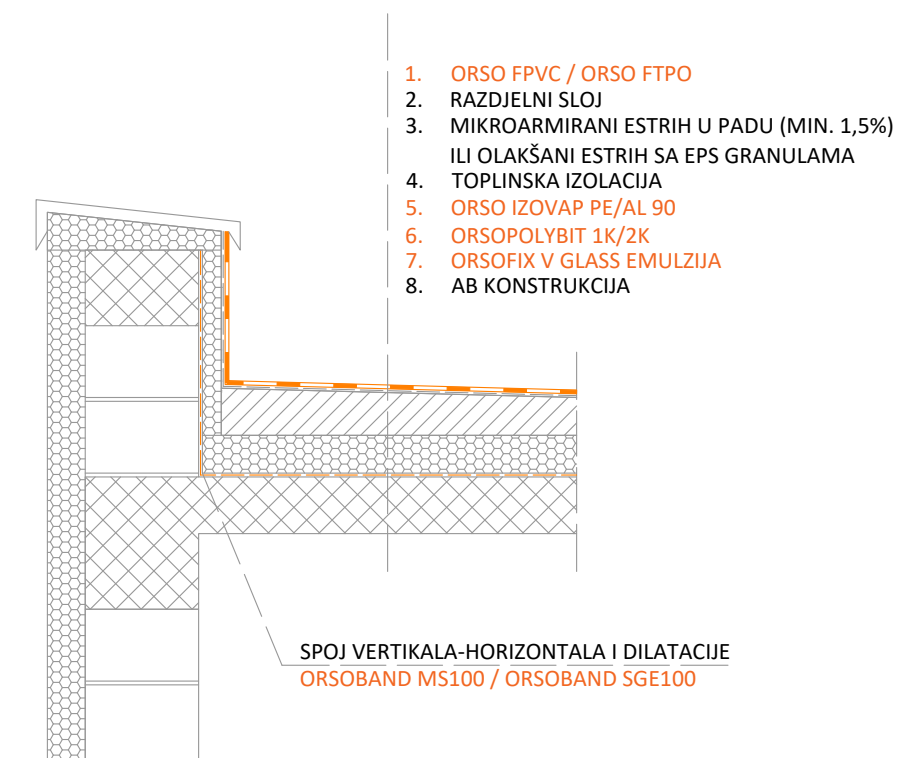 1. ORSO FPVC / ORSO FTPO
2. RAZDJELNI SLOJ
3. MIKROARMIRANI ESTRIH U PADU (MIN. 1,5%)
ILI OLAKŠANI ESTRIH SA EPS GRANULAMA
4. TOPLINSKA IZOLACIJA
5. ORSO IZOVAP PE/AL 90
6. ORSOPOLYBIT 1K/2K
7. ORSOFIX V GLASS EMULZIJA
8. AB KONSTRUKCIJA
SPOJ VERTIKALA-HORIZONTALA I DILATACIJE
ORSOBAND MS100 / ORSOBAND SGE100